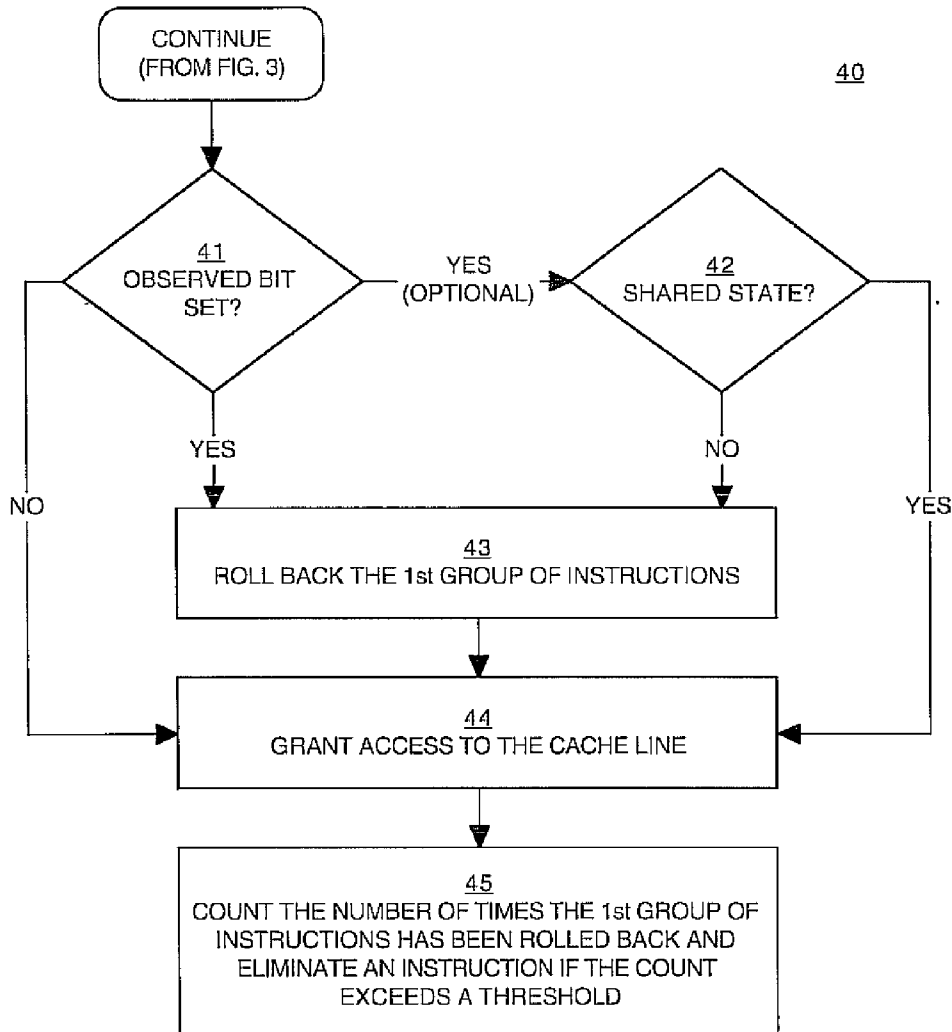 CONTINUE
(FROM FIG. 3)
40
41
OBSERVED BIT
SET?
YES
(OPTIONAL)
42
SHARED STATE?
YES
NO
NO
YES
43
ROLL BACK THE 1st GROUP OF INSTRUCTIONS
44
GRANT ACCESS TO THE CACHE LINE
45
COUNT THE NUMBER OF TIMES THE 1st GROUP OF
INSTRUCTIONS HAS BEEN ROLLED BACK AND
ELIMINATE AN INSTRUCTION IF THE COUNT
EXCEEDS A THRESHOLD